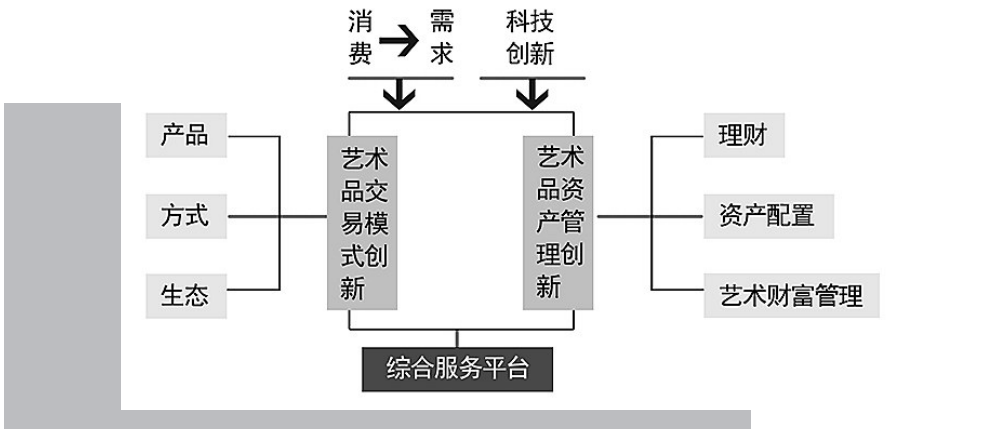 消费
需求
科技
创新
产品
方式
生态
艺术
品交
易模
式创
新
艺术
品资
产管
理创
新
理财
资产配置
艺术财富管理
综合服务平台